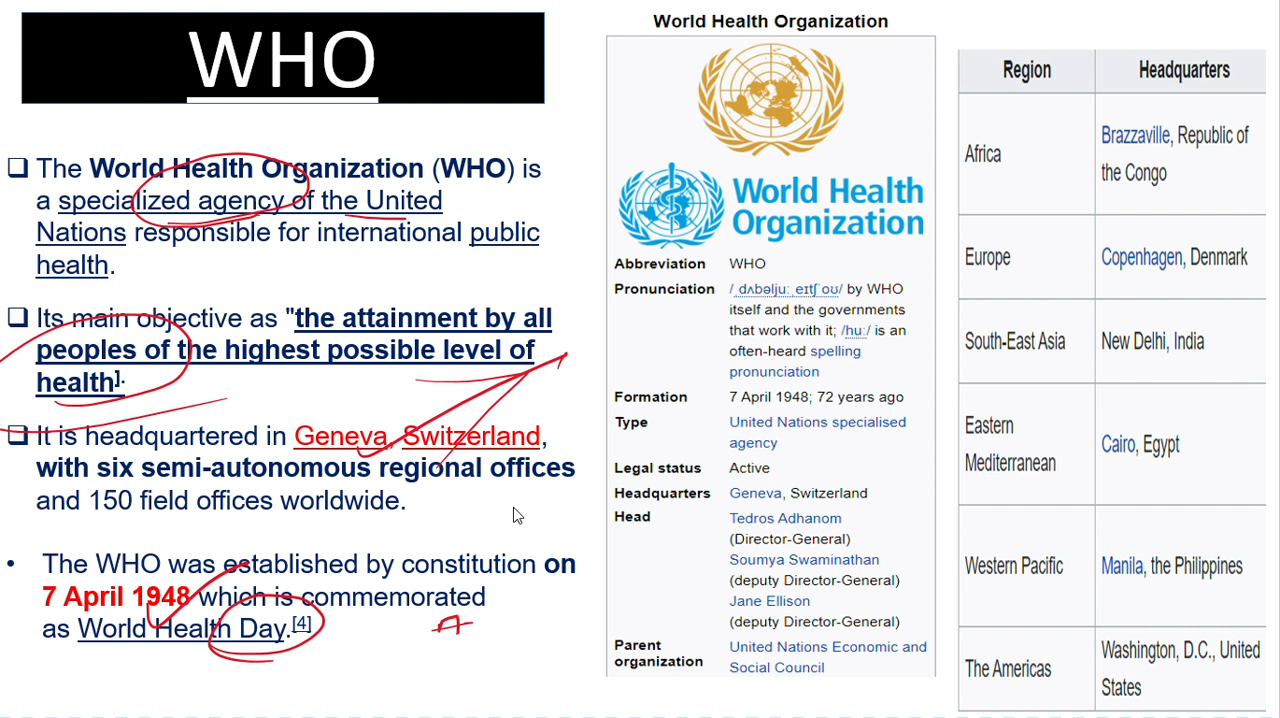 WHO
The World Health Organization (WHO) is
a specialized agency of the United
Nations responsible for international public
health.
Its main objective as "the attainment by all
peoples of the highest possible level of
health].
It is headquartered in Geneva, Switzerland,
with six semi-autonomous regional offices
and 150 field offices worldwide.
• The WHO was established by constitution on
7 April 1948 which is commemorated
as World Health Day.[4]
World Health Organization
World Health
Organization
Abbreviation WHO
Pronunciation /ˌdʌbəljuːˌeɪtʃˈoʊ/ by WHO
itself and the governments
that work with it; /huː/ is an
often-heard spelling
pronunciation
Formation 7 April 1948; 72 years ago
Type United Nations specialised
agency
Legal status Active
Headquarters Geneva, Switzerland
Head Tedros Adhanom
(Director-General)
Soumya Swaminathan
(deputy Director-General)
Jane Ellison
(deputy Director-General)
Parent United Nations Economic and
organization Social Council
Region Headquarters
Africa Brazzaville, Republic of
the Congo
Europe Copenhagen, Denmark
South-East Asia New Delhi, India
Eastern
Mediterranean Cairo, Egypt
Western Pacific Manila, the Philippines
The Americas Washington, D.C., United
States